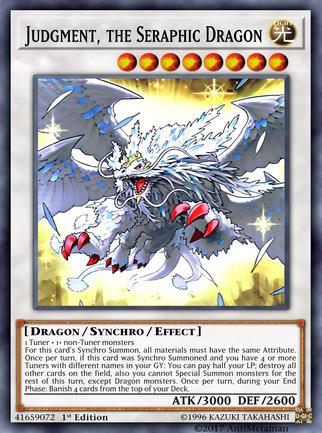 JUDGMENT, THE SERAPHIC DRAGON
LIGHT
光
[DRAGON / SYNCHRO / EFFECT]
1 Tuner + 1+ non-Tuner monsters
For this card's Synchro Summon, all materials must have the same Attribute.
Once per turn, if this card was Synchro Summoned and you have 4 or more
Tuners with different names in your GY: You can pay half your LP; destroy all
other cards on the field, also you cannot Special Summon monsters for the
rest of this turn, except Dragon monsters. Once per turn, during your End
Phase: Banish 4 cards from the top of your Deck.
ATK/3000 DEF/2600
41659072 1st Edition ©1996 KAZUKI TAKAHASHI
©2017 AntiMetaman